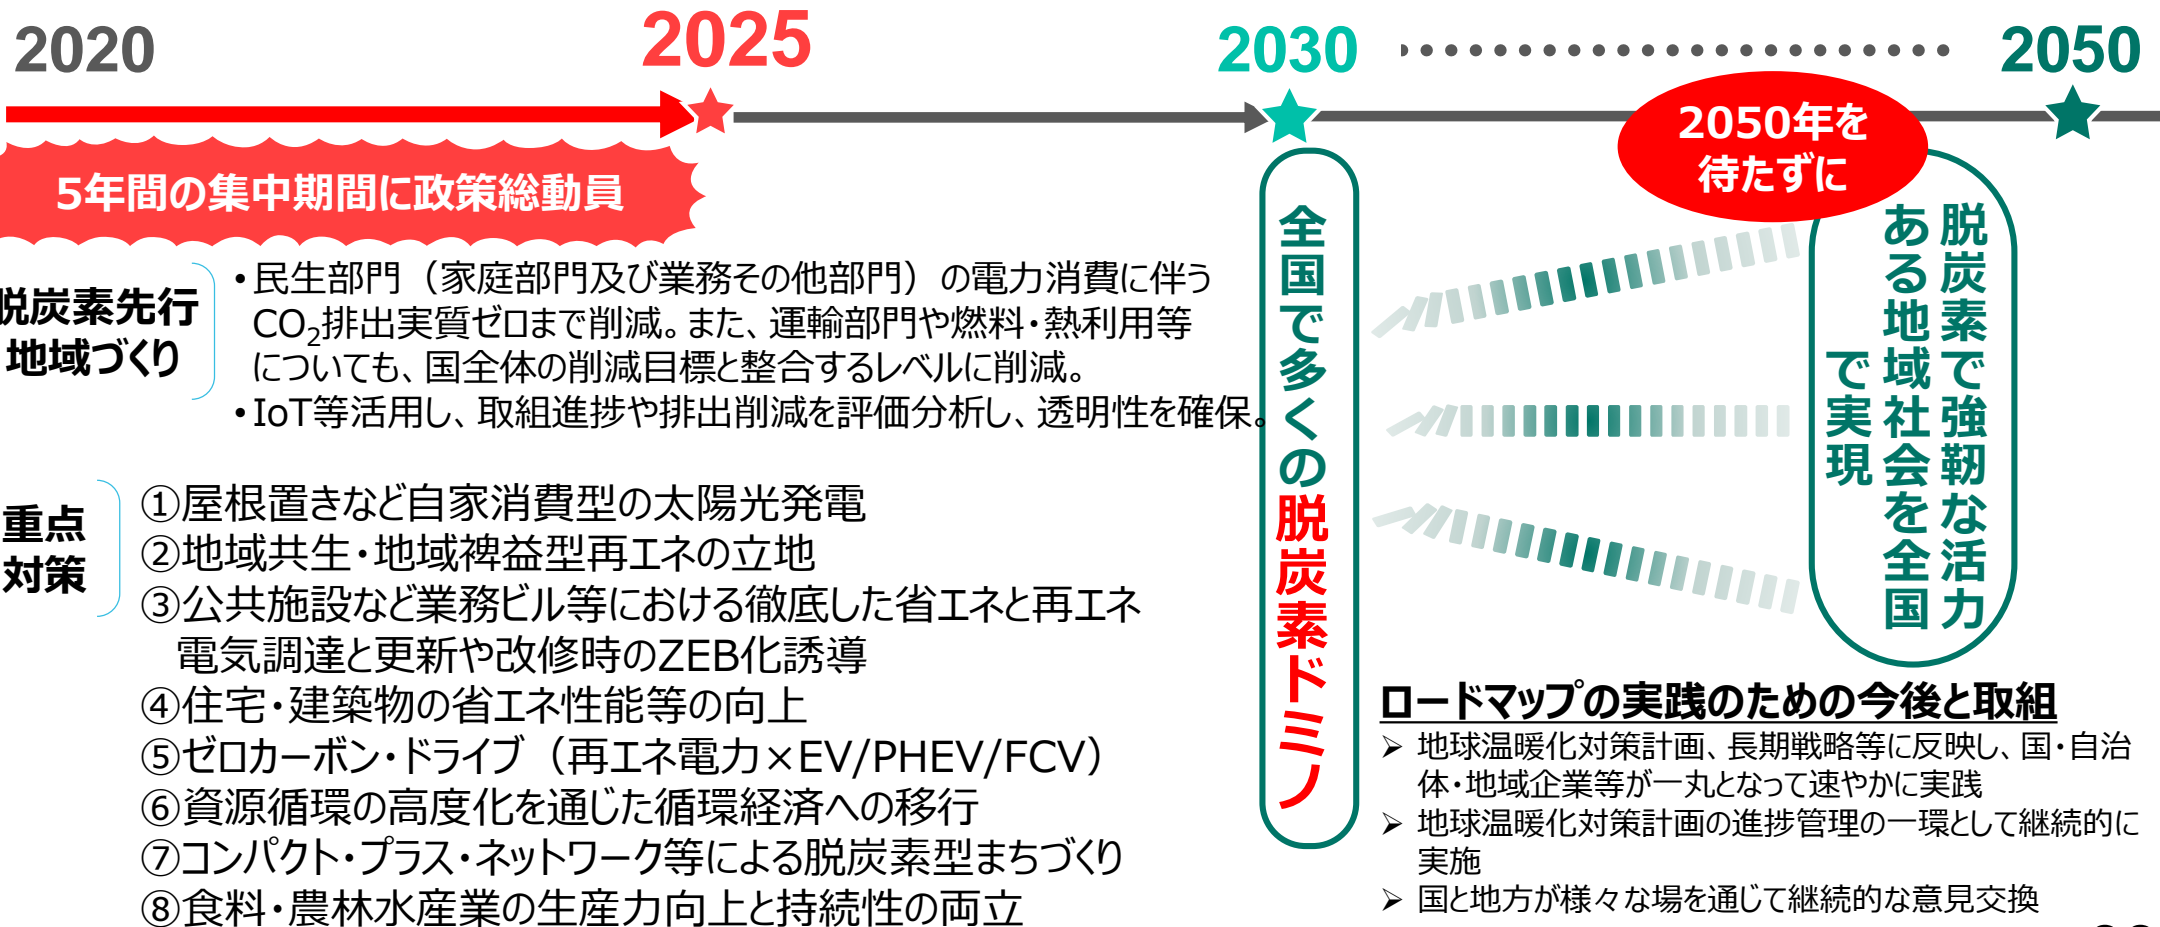 2020
2025
2030
2050
5年間の集中期間に政策総動員
2050年を
待たずに
脱炭素先行
地域づくり
・民生部門（家庭部門及び業務その他部門）の電力消費に伴う
CO₂排出実質ゼロまで削減。また、運輸部門や燃料・熱利用等
についても、国全体の削減目標と整合するレベルに削減。
・IoT等活用し、取組進捗や排出削減を評価分析し、透明性を確保。
重点
対策
①屋根置きなど自家消費型の太陽光発電
②地域共生・地域裨益型再エネの立地
③公共施設など業務ビル等における徹底した省エネと再エネ
電気調達と更新や改修時のZEB化誘導
④住宅・建築物の省エネ性能等の向上
⑤ゼロカーボン・ドライブ（再エネ電力×EV/PHEV/FCV）
⑥資源循環の高度化を通じた循環経済への移行
⑦コンパクト・プラス・ネットワーク等による脱炭素型まちづくり
⑧食料・農林水産業の生産力向上と持続性の両立
全国で多くの脱炭素ドミノ
脱炭素で強靭な活力
ある地域社会を全国
で実現
ロードマップの実践のための今後と取組
➢ 地球温暖化対策計画、長期戦略等に反映し、国・自治
体・地域企業等が一丸となって速やかに実践
➢ 地球温暖化対策計画の進捗管理の一環として継続的に
実施
➢ 国と地方が様々な場を通じて継続的な意見交換